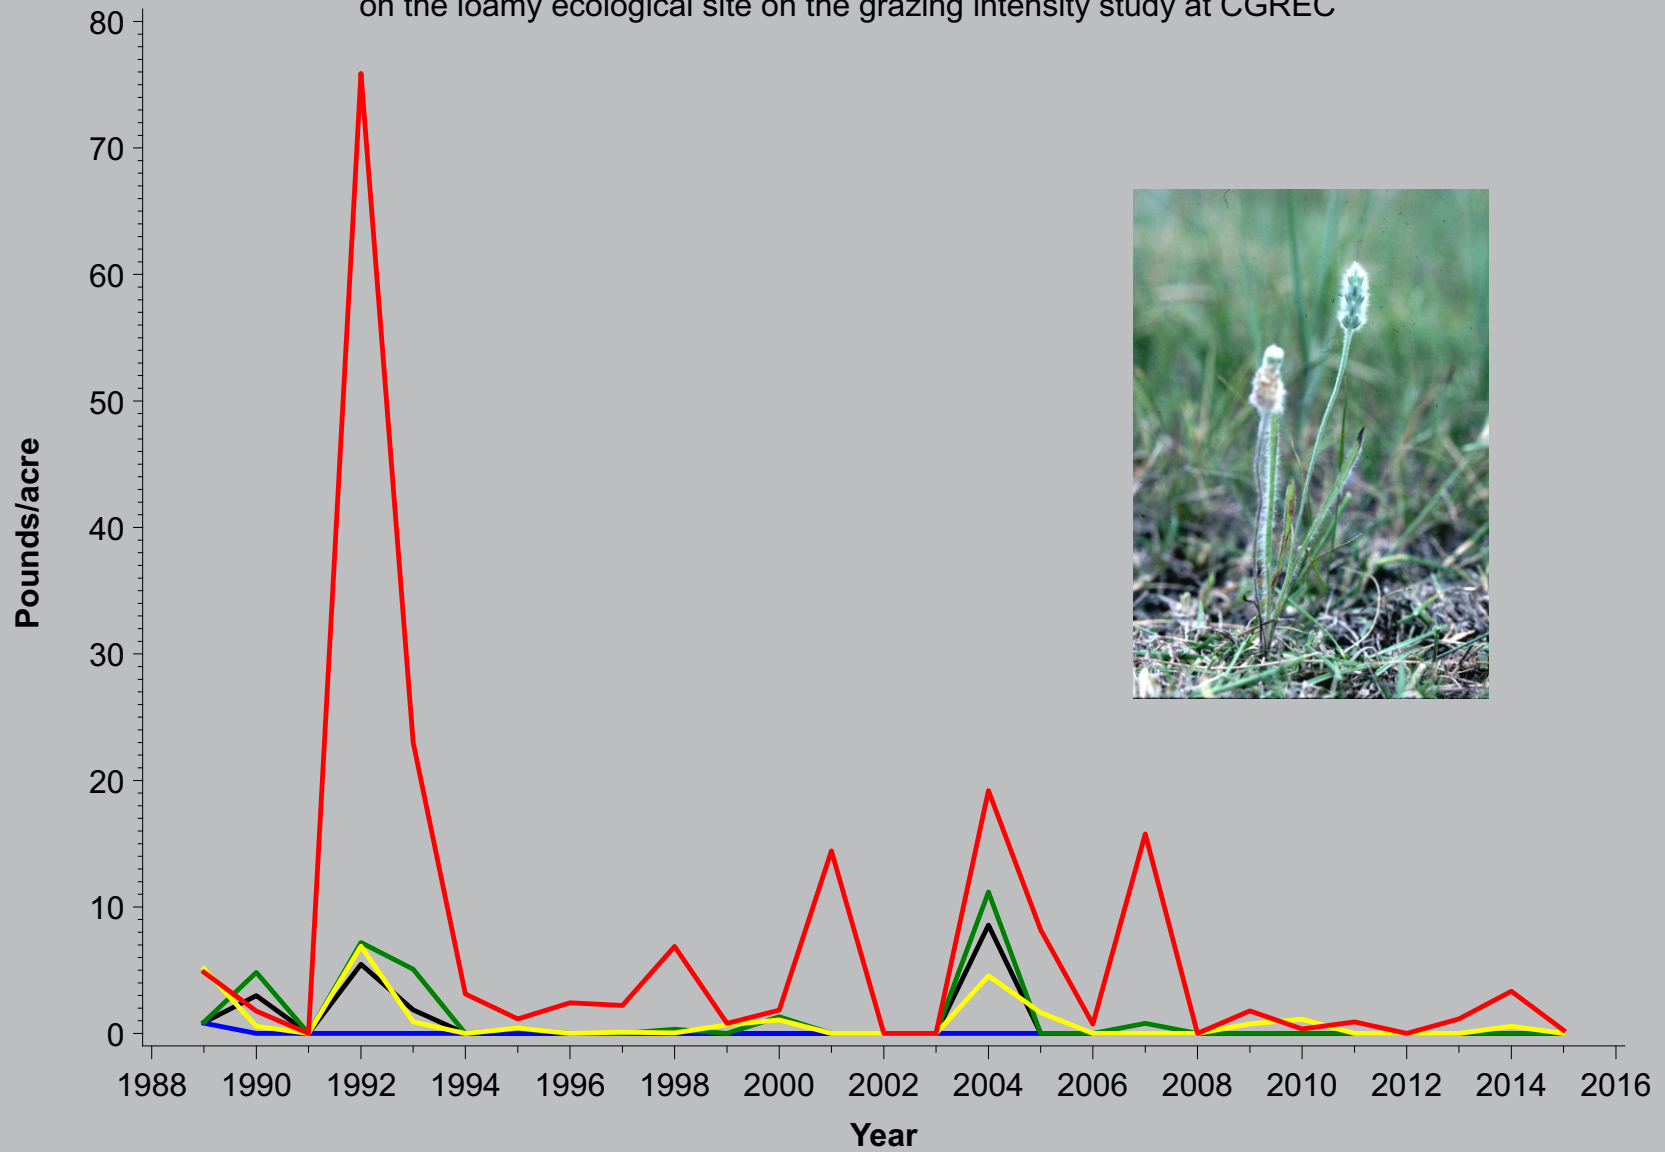 on the loamy ecological site on the grazing intensity study at CGREC
80
70
60
50
40
30
20
10
0
Pounds/acre
1988 1990 1992 1994 1996 1998 2000 2002 2004 2006 2008 2010 2012 2014 2016
Year